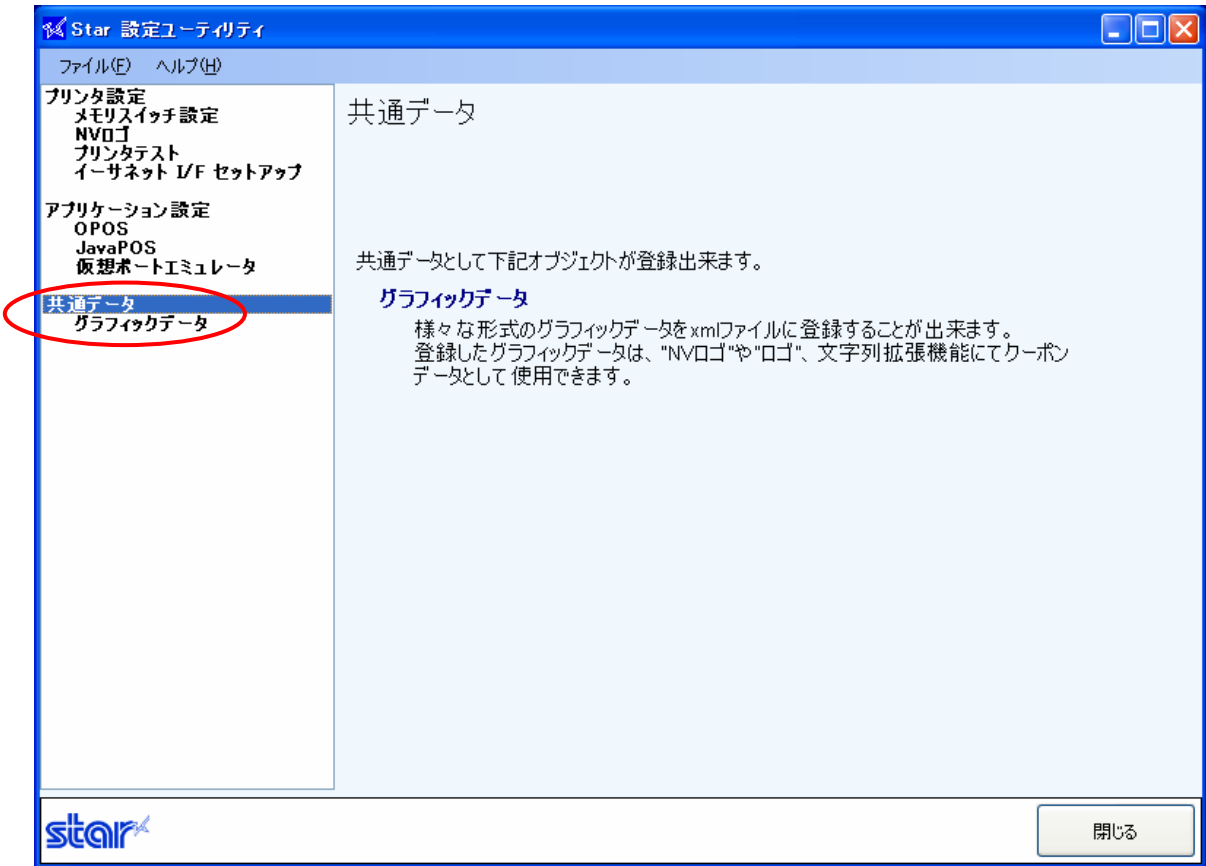 Star 設定ユーティリティ
ファイル(F) ヘルプ(H)
プリンタ設定
メモリスイッチ設定
NVロゴ
プリンタテスト
イーサネット I/F セットアップ
アプリケーション設定
OPOS
JavaPOS
仮想ポートエミュレータ
共通データ
グラフィックデータ
共通データ
共通データとして下記オブジェクトが登録出来ます。
グラフィックデータ
様々な形式のグラフィックデータをxmlファイルに登録することが出来ます。
登録したグラフィックデータは、"NVロゴ"や"ロゴ"、文字列拡張機能にてクーポン
データとして使用できます。
star
閉じる